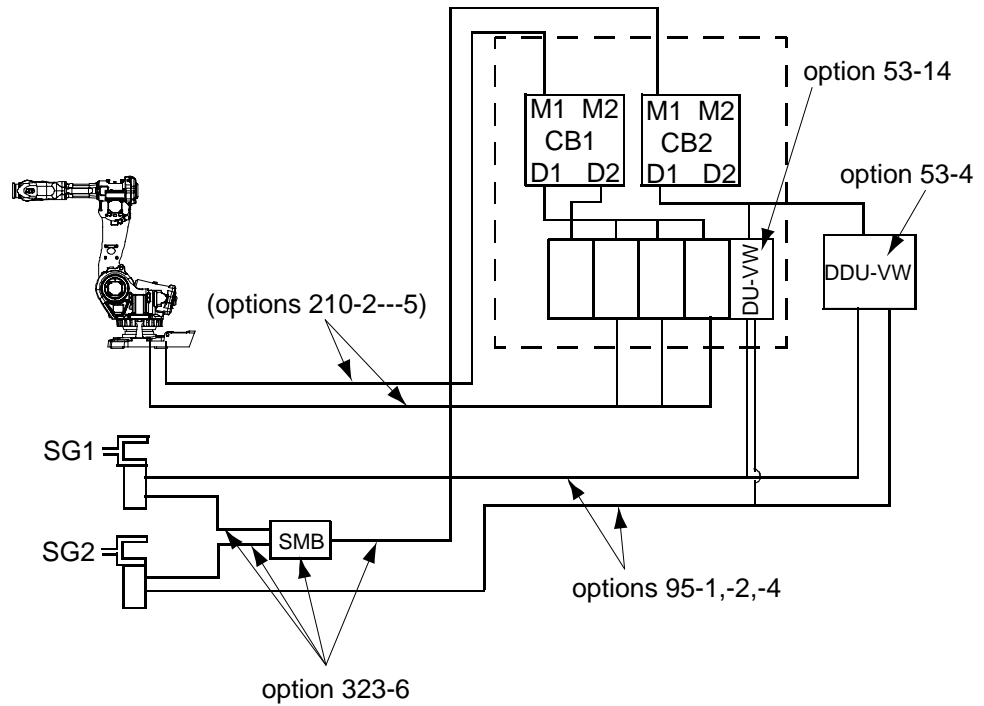 option 53-14
M1 M2
CB1
D1 D2
M1 M2
CB2
D1 D2
option 53-4
DU-VW
DDU-VW
(options 210-2---5)
SG1
SG2
SMB
options 95-1,-2,-4
option 323-6